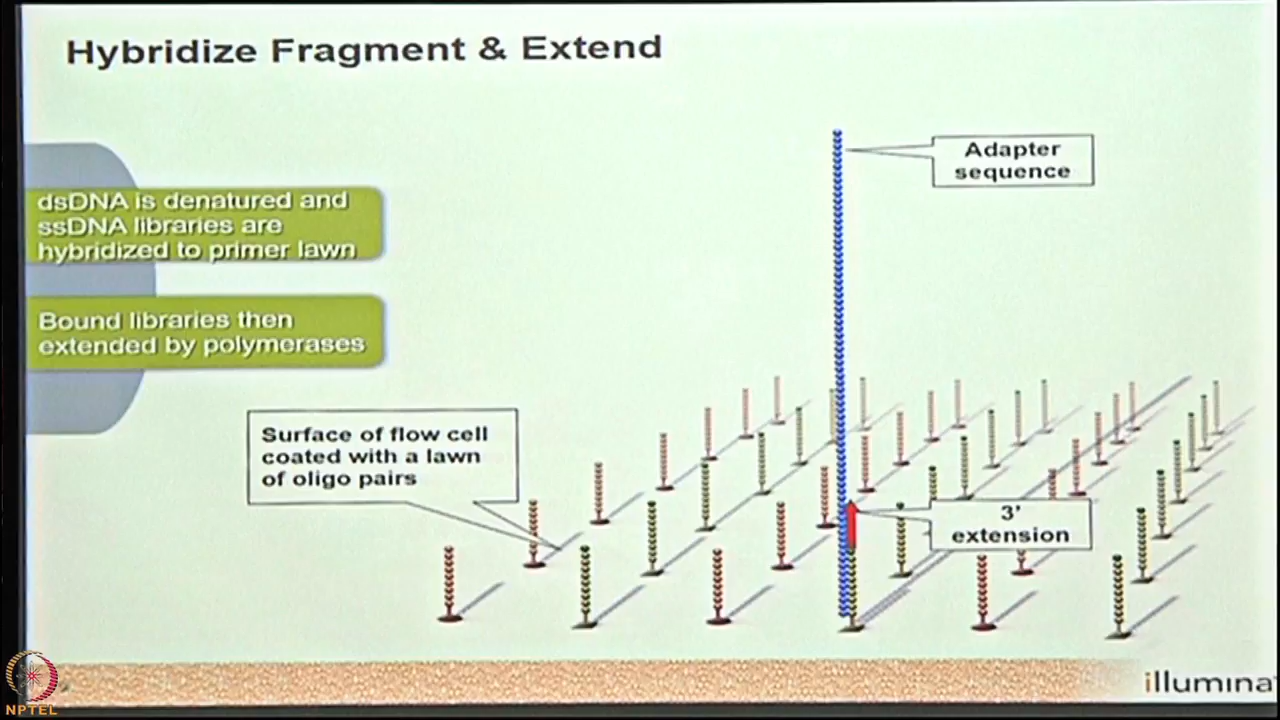 Hybridize Fragment & Extend
dsDNA is denatured and
ssDNA libraries are
hybridized to primer lawn
Bound libraries then
extended by polymerases
Adapter
sequence
Surface of flow cell
coated with a lawn
of oligo pairs
3'
extension
illumina
NPTEL